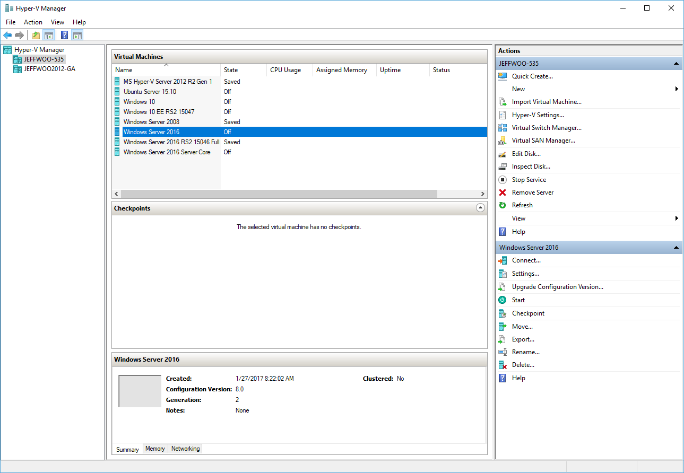 Hyper-V Manager
File Action View Help
Hyper-V Manager
JEFFWOO-535
JEFFWOO2012-GA
Virtual Machines
Name State CPU Usage Assigned Memory Uptime Status
MS Hyper-V Server 2012 R2 Gen 1 Saved
Ubuntu Server 15.10 Off
Windows 10 Off
Windows 10 EE RS2 15047 Off
Windows Server 2008 Saved
Windows Server 2016 Off
Windows Server 2016 RS2 15046 Full Saved
Windows Server 2016 Server Core Off
Checkpoints
The selected virtual machine has no checkpoints.
Windows Server 2016
Created: 1/27/2017 8:22:02 AM Clustered: No
Configuration Version: 8.0
Generation: 2
Notes: None
Summary Memory Networking
Actions
JEFFWOO-535
Quick Create...
New
Import Virtual Machine...
Hyper-V Settings...
Virtual Switch Manager...
Virtual SAN Manager...
Edit Disk...
Inspect Disk...
Stop Service
Remove Server
Refresh
View
Help
Windows Server 2016
Connect...
Settings...
Upgrade Configuration Version...
Start
Checkpoint
Move...
Export...
Rename...
Delete...
Help